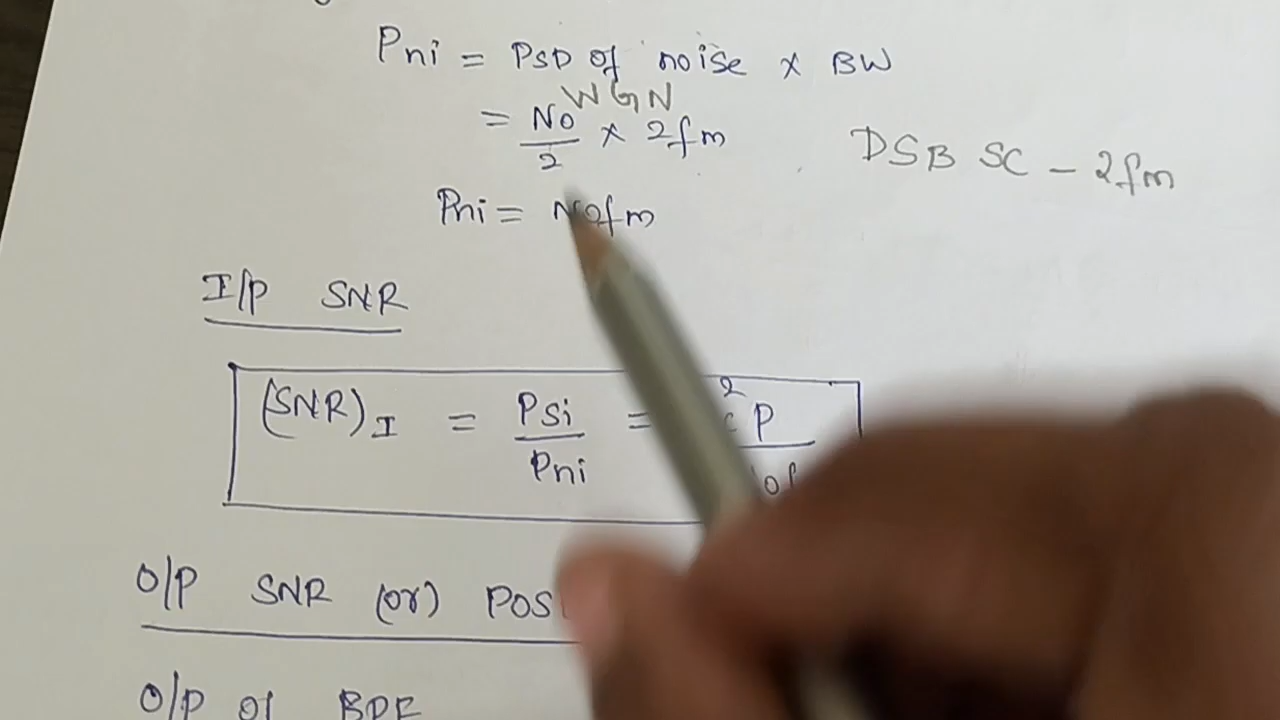 Pni = PSD of noise x BW
WGN
= No/2 x 2fm
DSB SC - 2fm
Pni = Nofm
I/P SNR
(SNR)I = Psi/Pni =
O/P SNR (or)
O/P of BPF